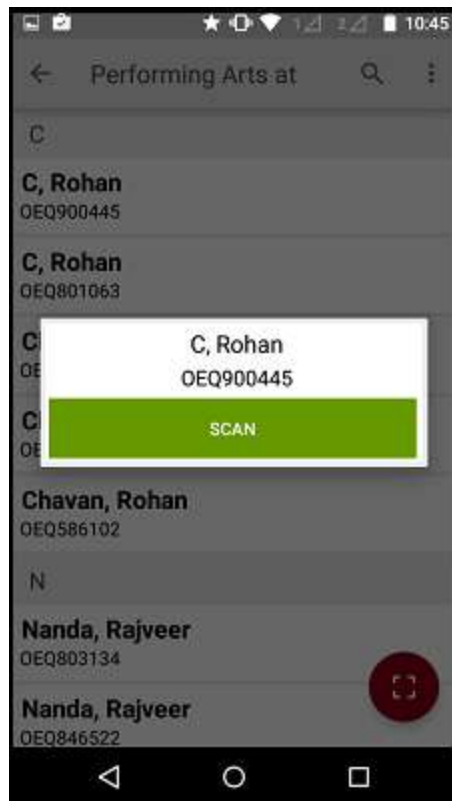 10:45
Performing Arts at
C
C, Rohan
OEQ900445
C, Rohan
OEQ801063
C, Rohan
OEQ900445
SCAN
Chavan, Rohan
OEQ586102
N
Nanda, Rajveer
OEQ803134
Nanda, Rajveer
OEQ846522